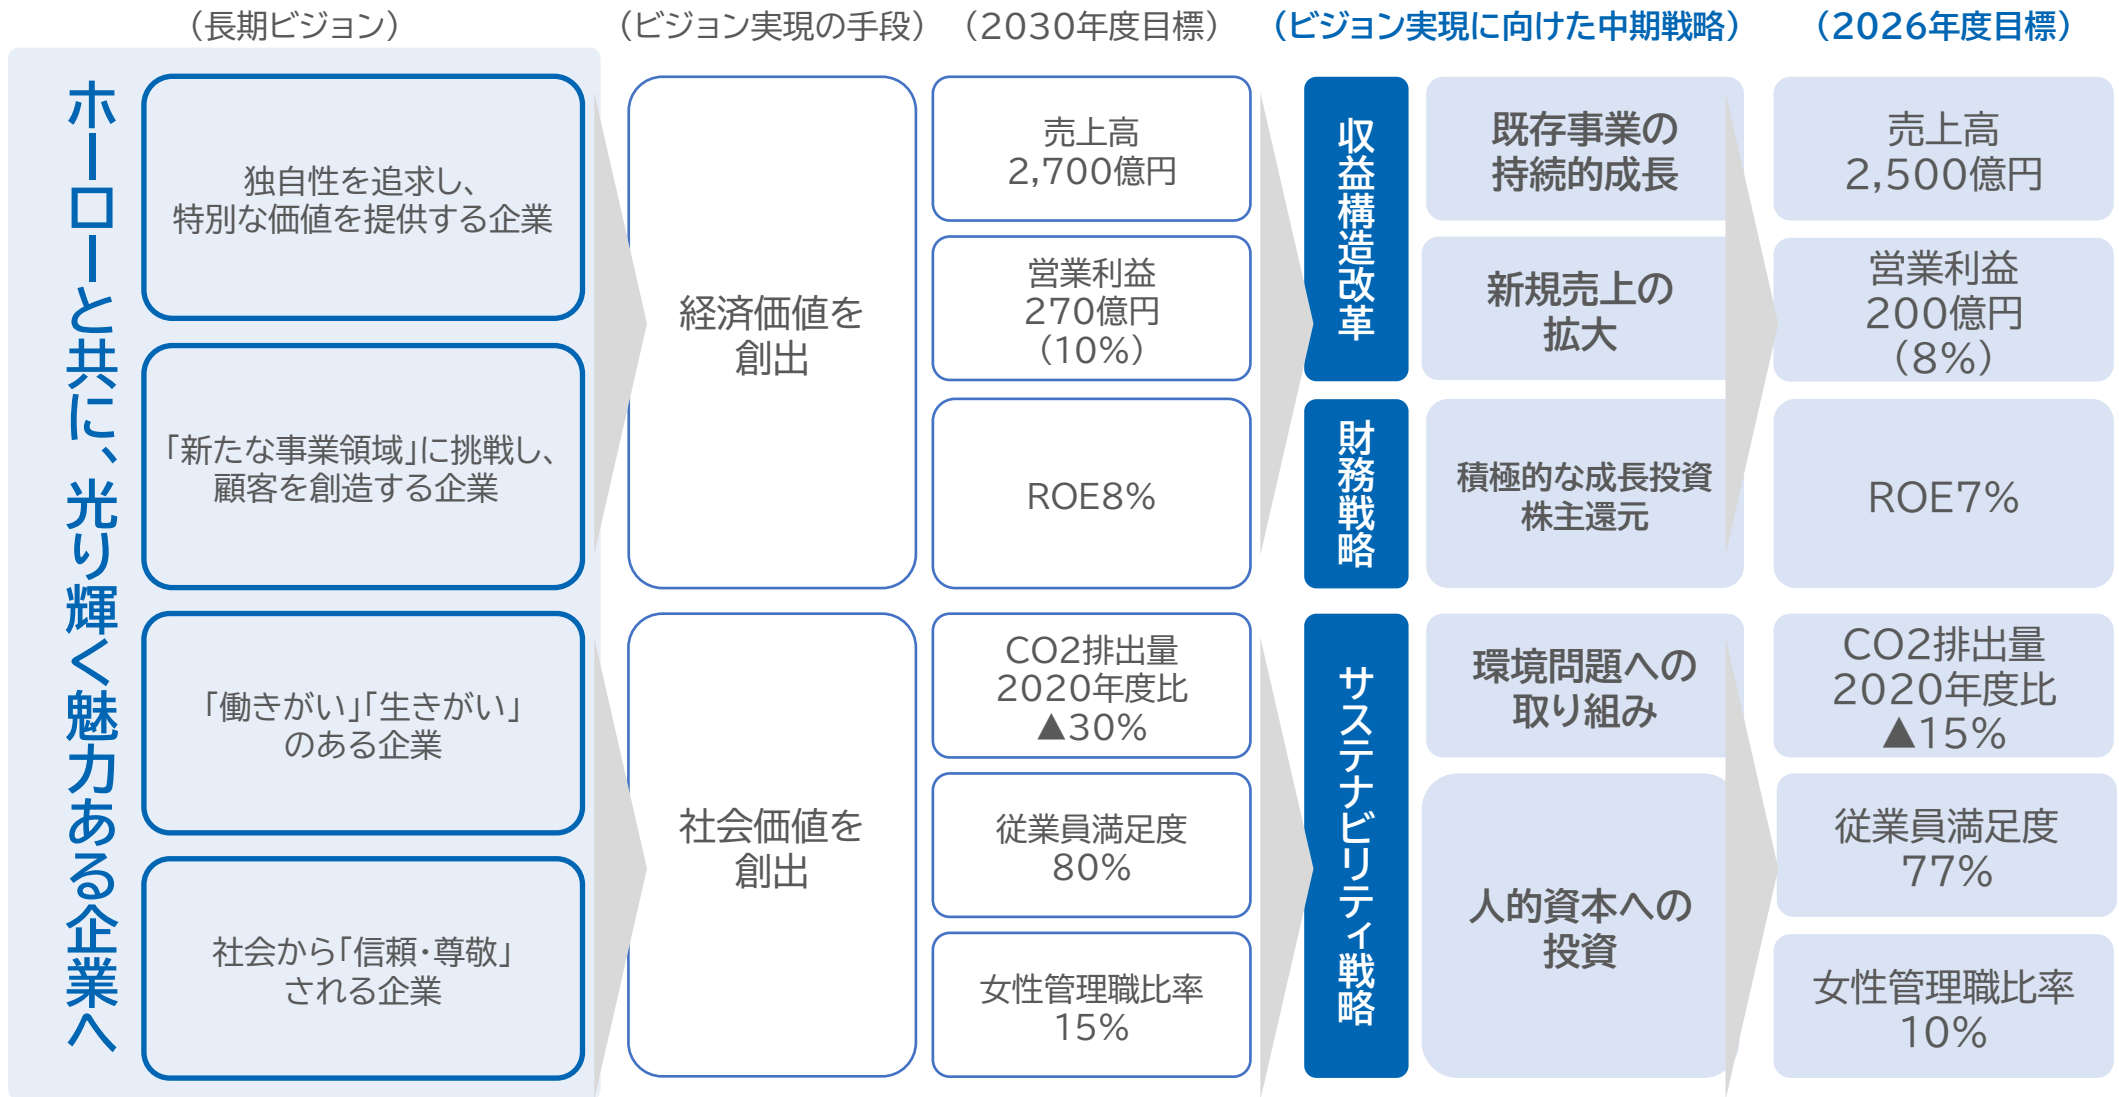 （長期ビジョン）
（ビジョン実現の手段）
（2030年度目標）
（ビジョン実現に向けた中期戦略）
（2026年度目標）
ホーローと共に、光り輝く魅力ある企業へ
独自性を追求し、
特別な価値を提供する企業
「新たな事業領域」に挑戦し、
顧客を創造する企業
「働きがい」「生きがい」
のある企業
社会から「信頼・尊敬」
される企業
経済価値を
創出
社会価値を
創出
売上高
2,700億円
営業利益
270億円
（10%）
ROE8%
CO2排出量
2020年度比
▲30%
従業員満足度
80%
女性管理職比率
15%
収益構造改革
財務戦略
サステナビリティ戦略
既存事業の
持続的成長
新規売上の
拡大
積極的な成長投資
株主還元
環境問題への
取り組み
人的資本への
投資
売上高
2,500億円
営業利益
200億円
（8%）
ROE7%
CO2排出量
2020年度比
▲15%
従業員満足度
77%
女性管理職比率
10%